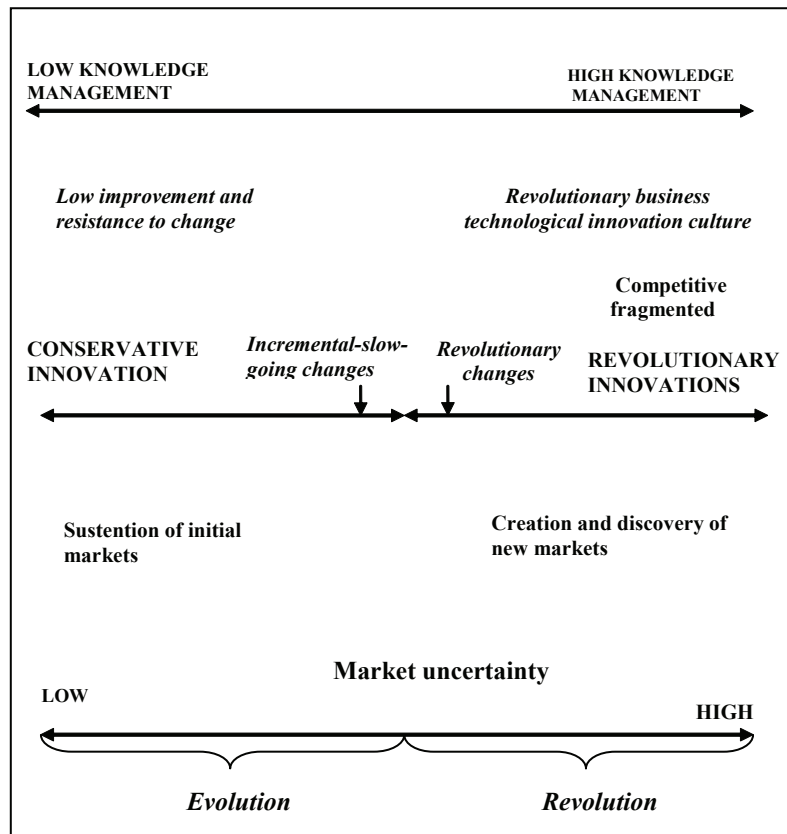 LOW KNOWLEDGE
MANAGEMENT
HIGH KNOWLEDGE
MANAGEMENT
Low improvement and
resistance to change
Revolutionary business
technological innovation culture
Competitive
fragmented
CONSERVATIVE
INNOVATION
Incremental-slow-
going changes
Revolutionary
changes
REVOLUTIONARY
INNOVATIONS
Sustention of initial
markets
Creation and discovery of
new markets
Market uncertainty
LOW
HIGH
Evolution
Revolution